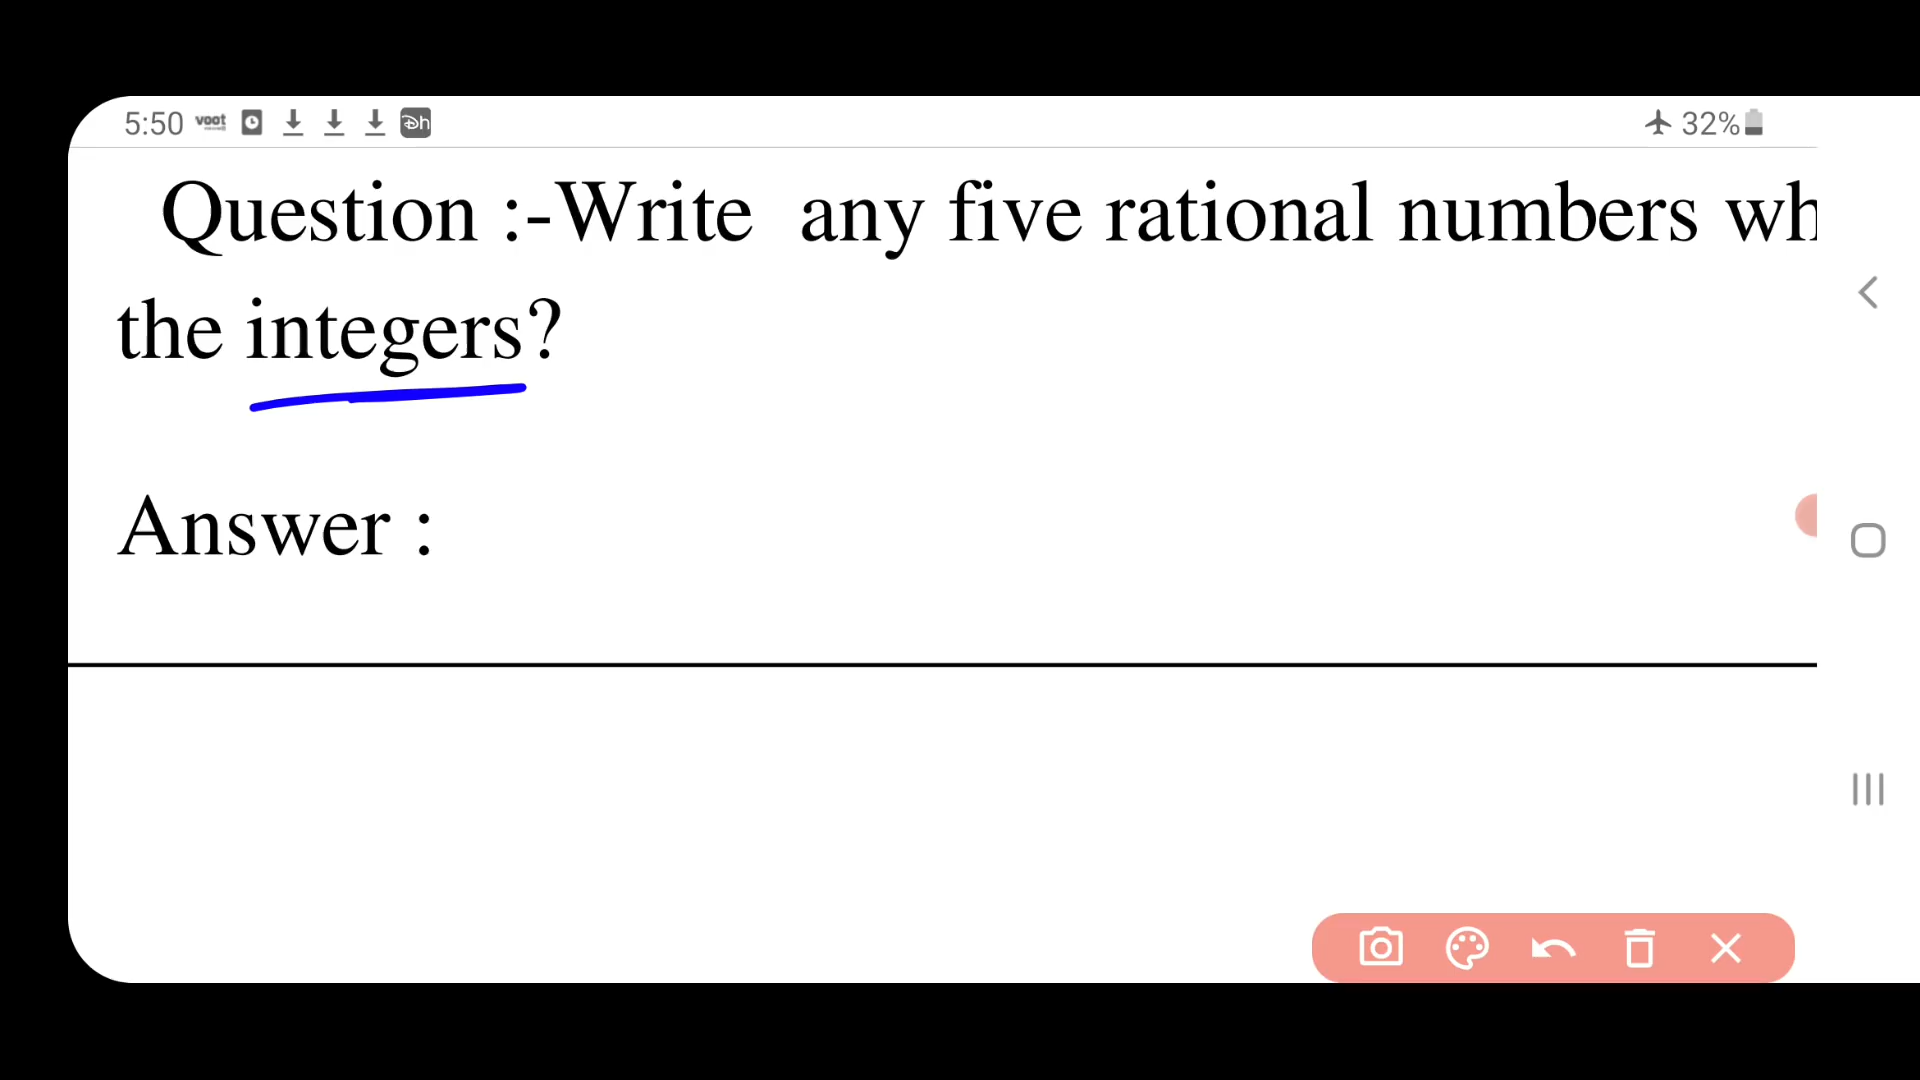 5:50 voot 32%
Question :-Write any five rational numbers wh
the integers?
Answer :